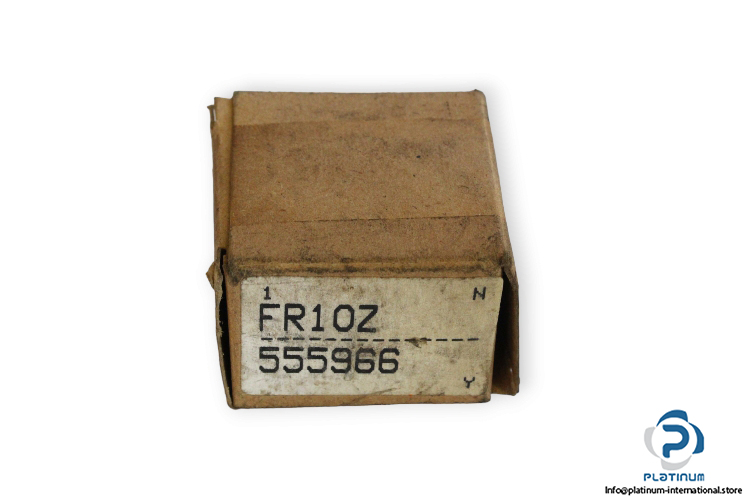 1 N
FR10Z
555966
Y
PLATINUM
Info@platinum-international.store